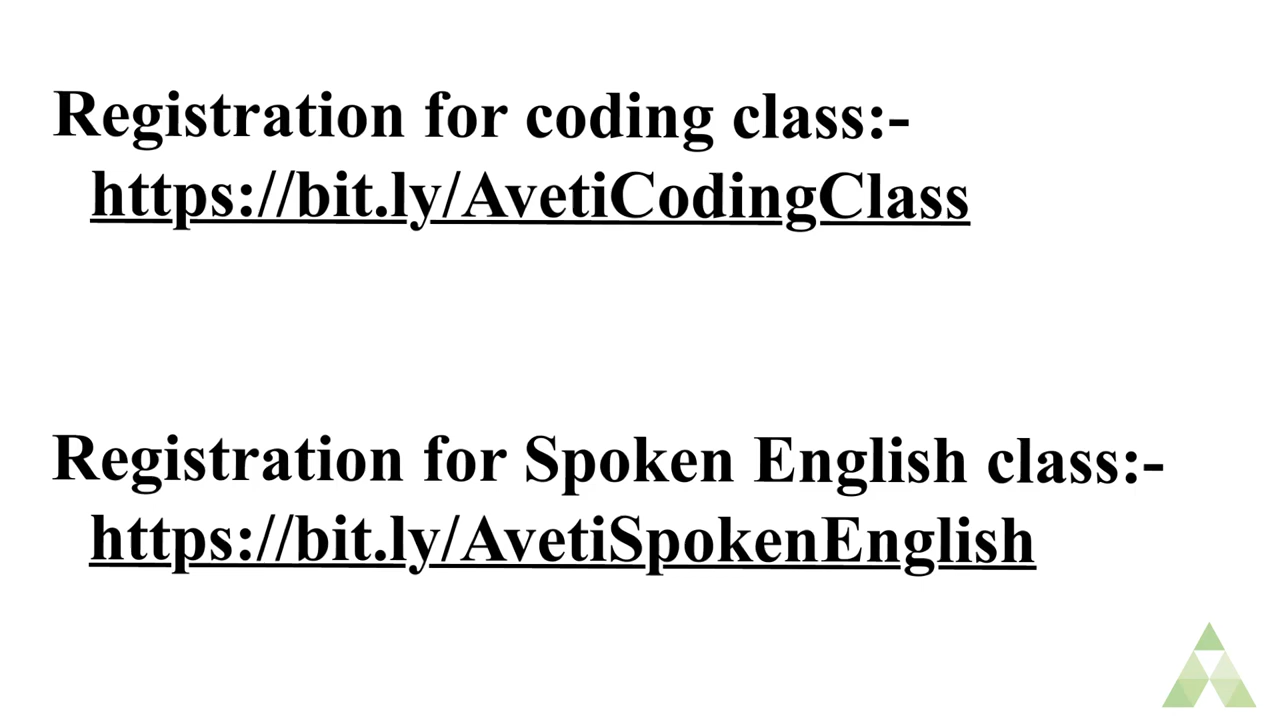 Registration for coding class:-
https://bit.ly/AvetiCodingClass
Registration for Spoken English class:-
https://bit.ly/AvetiSpokenEnglish